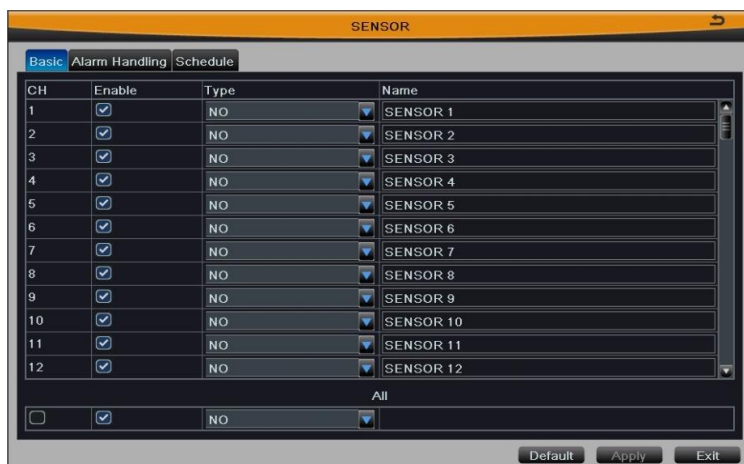 SENSOR
Basic Alarm Handling Schedule
CH Enable Type Name
1 NO SENSOR 1
2 NO SENSOR 2
3 NO SENSOR 3
4 NO SENSOR 4
5 NO SENSOR 5
6 NO SENSOR 6
7 NO SENSOR 7
8 NO SENSOR 8
9 NO SENSOR 9
10 NO SENSOR 10
11 NO SENSOR 11
12 NO SENSOR 12
All
NO
Default Apply Exit